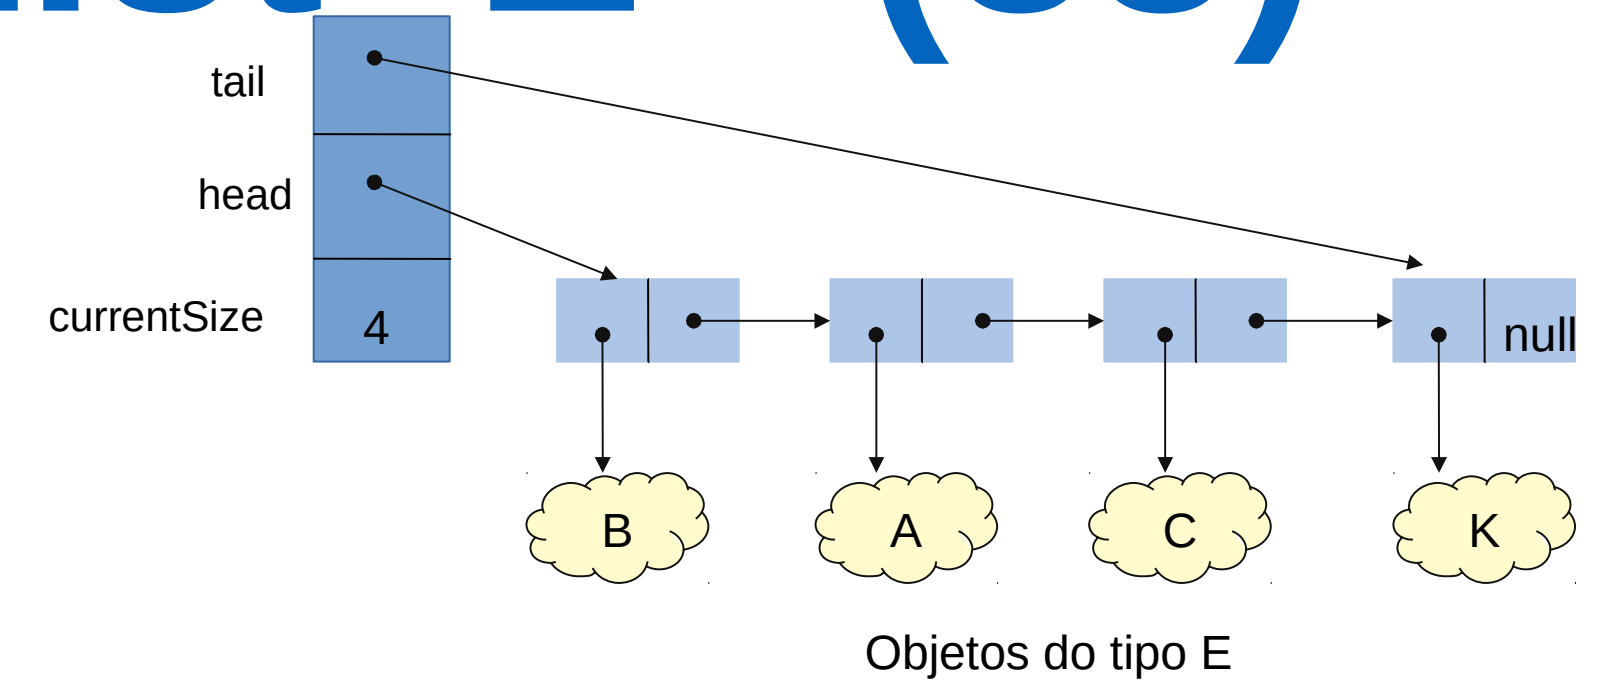 tail
head
currentSize
4
null
B
A
C
K
Objetos do tipo E